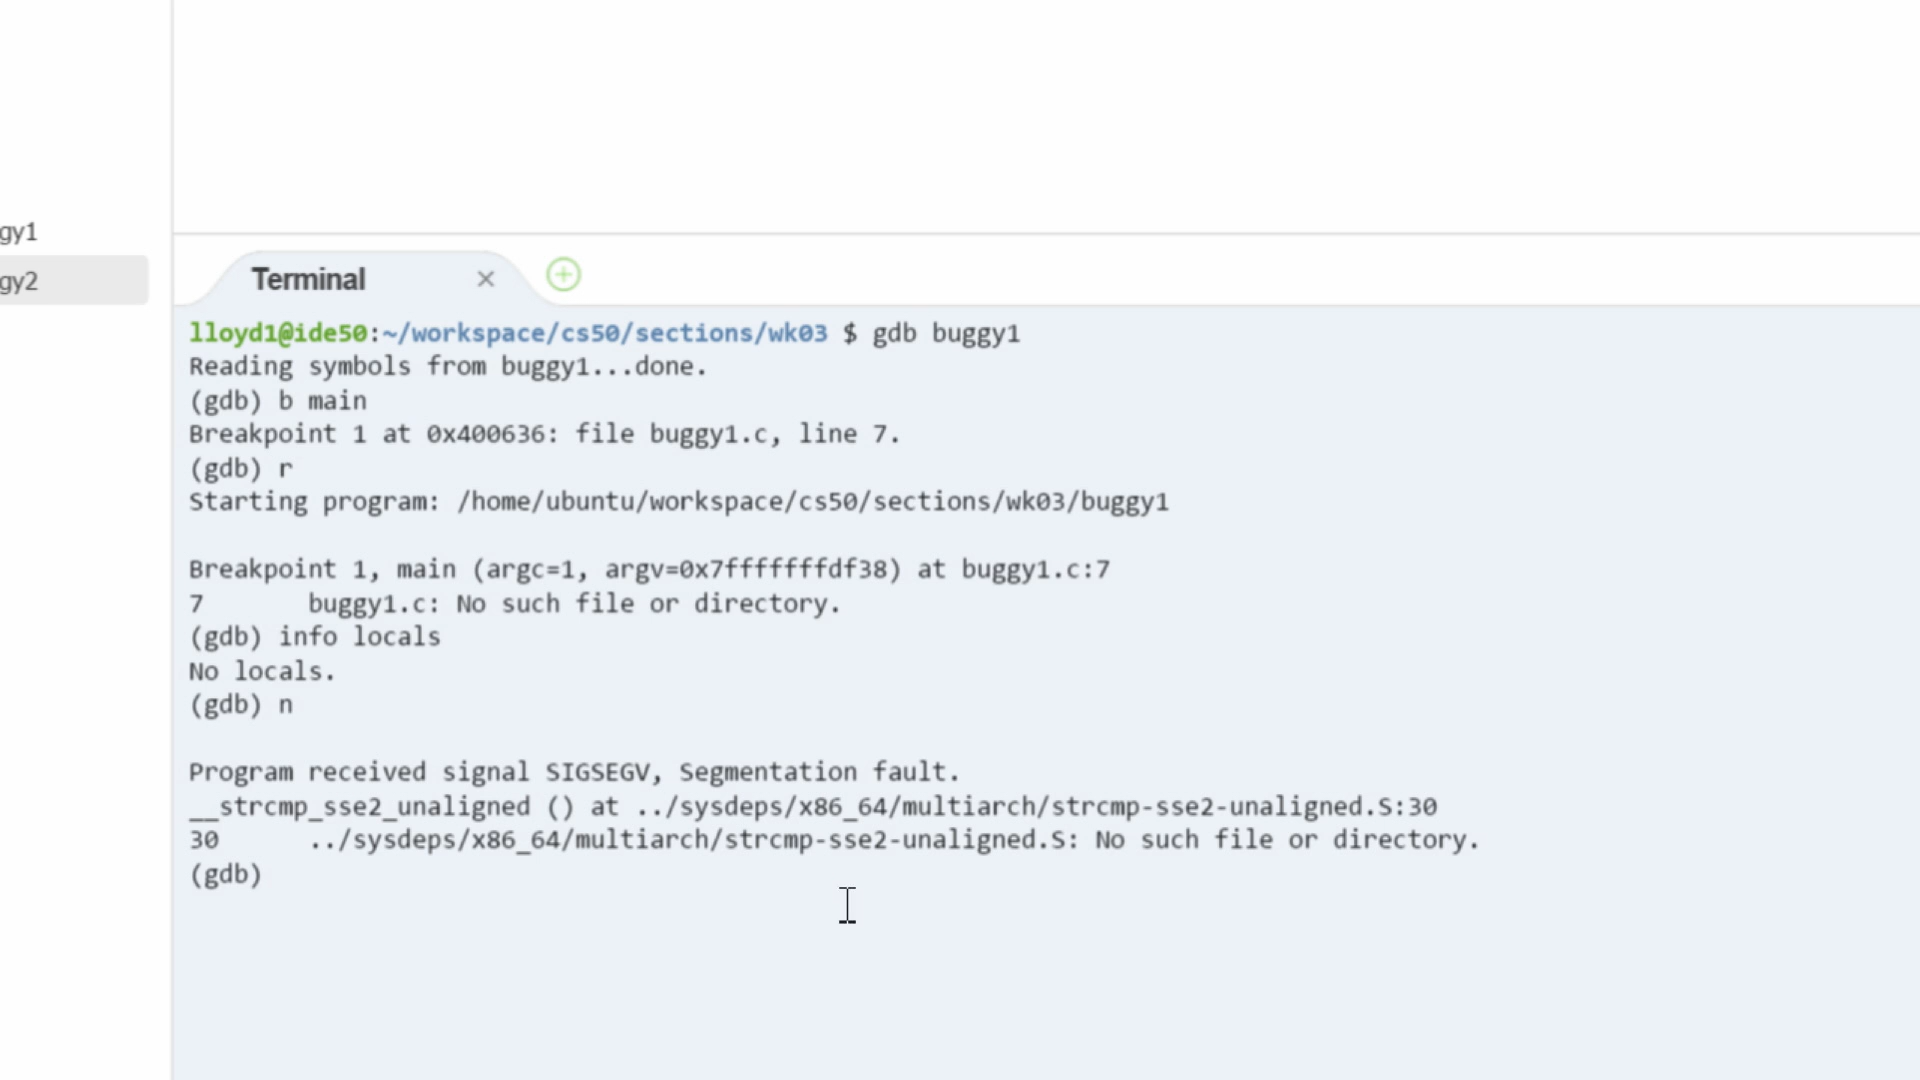 gy1
gy2
Terminal
lloyd1@ide50:~/workspace/cs50/sections/wk03 $ gdb buggy1
Reading symbols from buggy1...done.
(gdb) b main
Breakpoint 1 at 0x400636: file buggy1.c, line 7.
(gdb) r
Starting program: /home/ubuntu/workspace/cs50/sections/wk03/buggy1
Breakpoint 1, main (argc=1, argv=0x7fffffffdf38) at buggy1.c:7
7 buggy1.c: No such file or directory.
(gdb) info locals
No locals.
(gdb) n
Program received signal SIGSEGV, Segmentation fault.
__strcmp_sse2_unaligned () at ../sysdeps/x86_64/multiarch/strcmp-sse2-unaligned.S:30
30 ../sysdeps/x86_64/multiarch/strcmp-sse2-unaligned.S: No such file or directory.
(gdb)